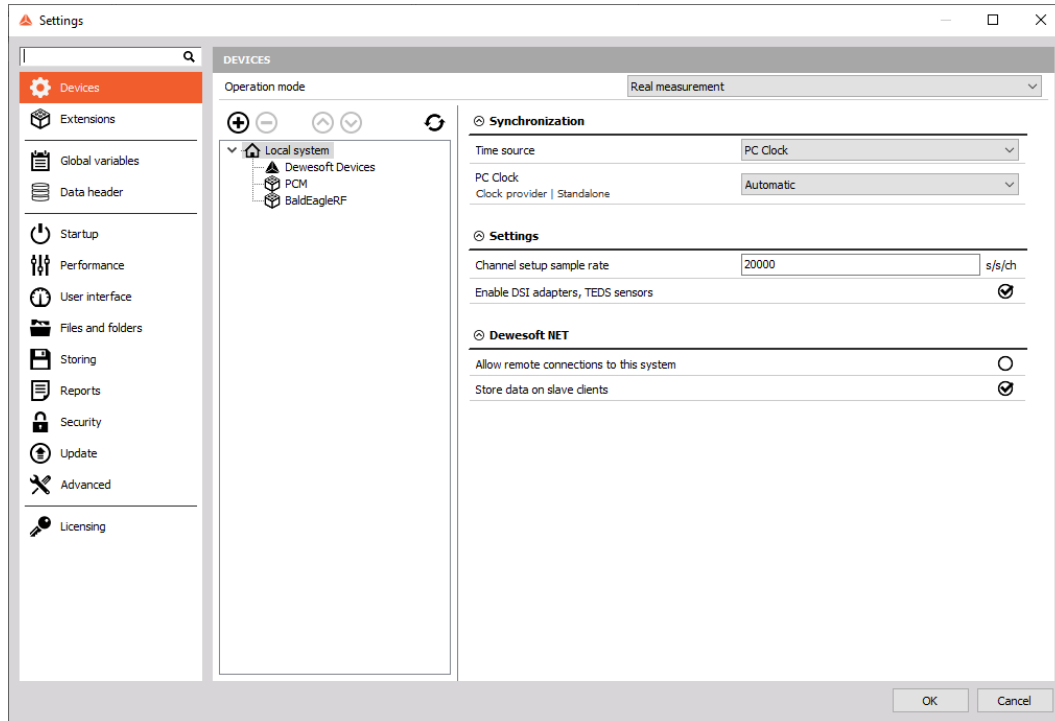 Settings
Devices
Extensions
Global variables
Data header
Startup
Performance
User interface
Files and folders
Storing
Reports
Security
Update
Advanced
Licensing
DEVICES
Operation mode
Real measurement
Local system
Dewesoft Devices
PCM
BaldEagleRF
Synchronization
Time source
PC Clock
PC Clock
Clock provider | Standalone
Automatic
Settings
Channel setup sample rate
20000
s/s/ch
Enable DSI adapters, TEDS sensors
Dewesoft NET
Allow remote connections to this system
Store data on slave clients
OK
Cancel